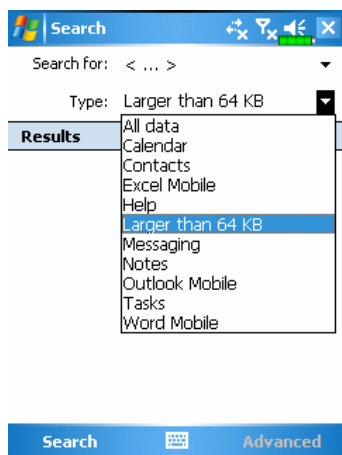 Search
Search for: < ... >
Type: Larger than 64 KB
Results
All data
Calendar
Contacts
Excel Mobile
Help
Larger than 64 KB
Messaging
Notes
Outlook Mobile
Tasks
Word Mobile
Search Advanced